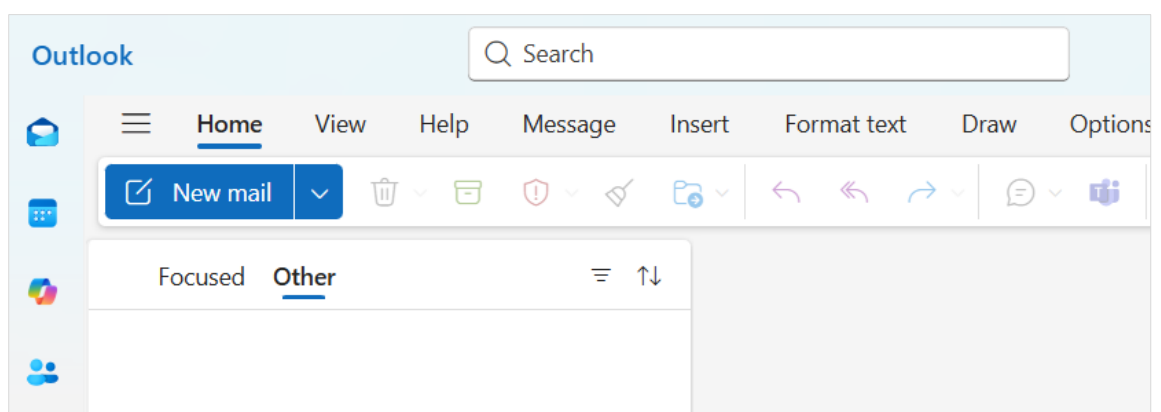 Outlook
Search
Home View Help Message Insert Format text Draw Options
New mail
Focused Other